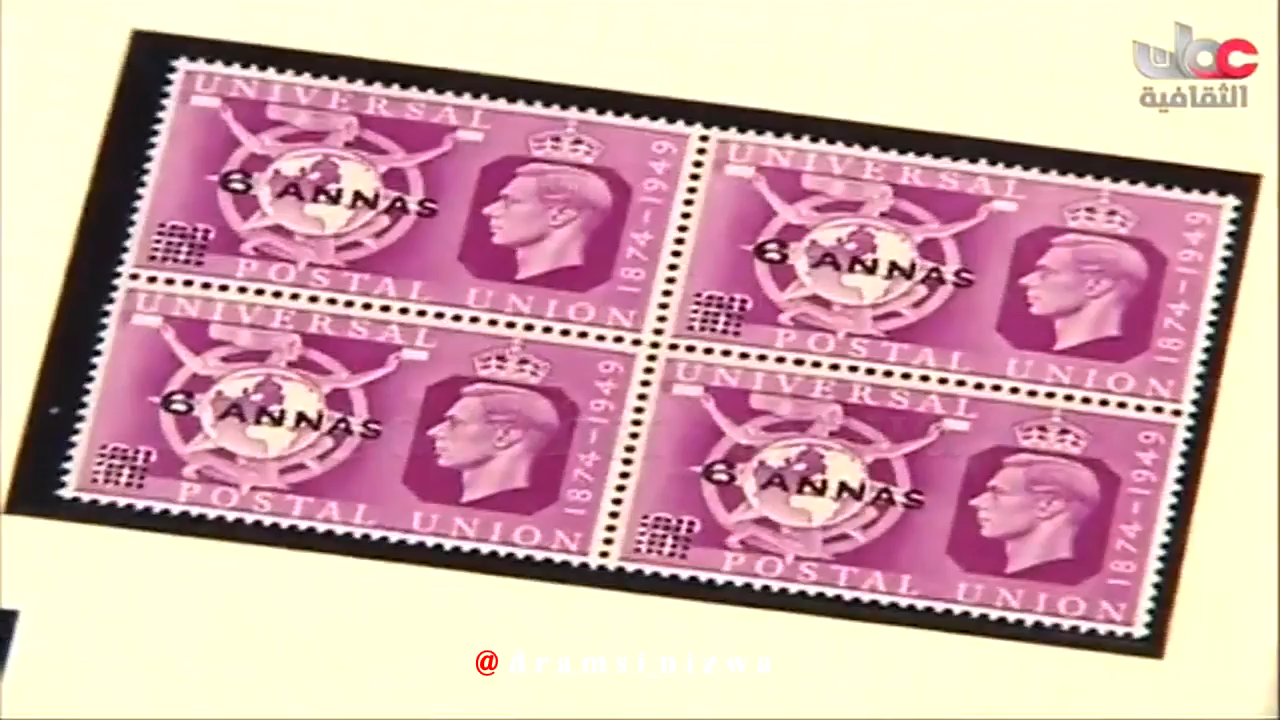 عمان
الثقافية
UNIVERSAL
6 ANNAS
POSTAL UNION
1874-1949
UNIVERSAL
6 ANNAS
POSTAL UNION
1874-1949
UNIVERSAL
6 ANNAS
POSTAL UNION
1874-1949
UNIVERSAL
6 ANNAS
POSTAL UNION
1874-1949